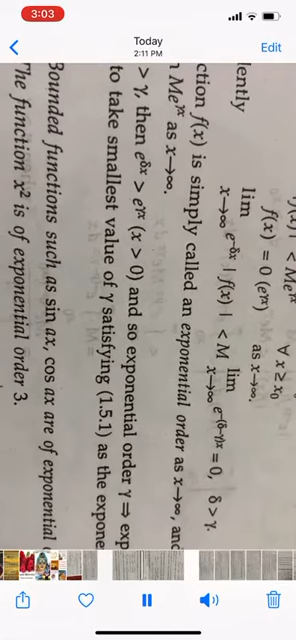 3:03
Today
2:11 PM
Edit
|f(x)| < Me^γx ∀ x ≥ x₀
f(x) = 0 (e^γx) as x→∞.
lently
lim x→∞ e^-δx | f(x) | < M lim x→∞ e^-(δ-γ)x = 0, δ > γ.
ction f(x) is simply called an exponential order as x→∞, and
Me^γx as x→∞.
> γ, then e^δx > e^γx (x > 0) and so exponential order γ ⇒ exp
to take smallest value of γ satisfying (1.5.1) as the expone
Bounded functions such as sin ax, cos ax are of exponential
The function x² is of exponential order 3.